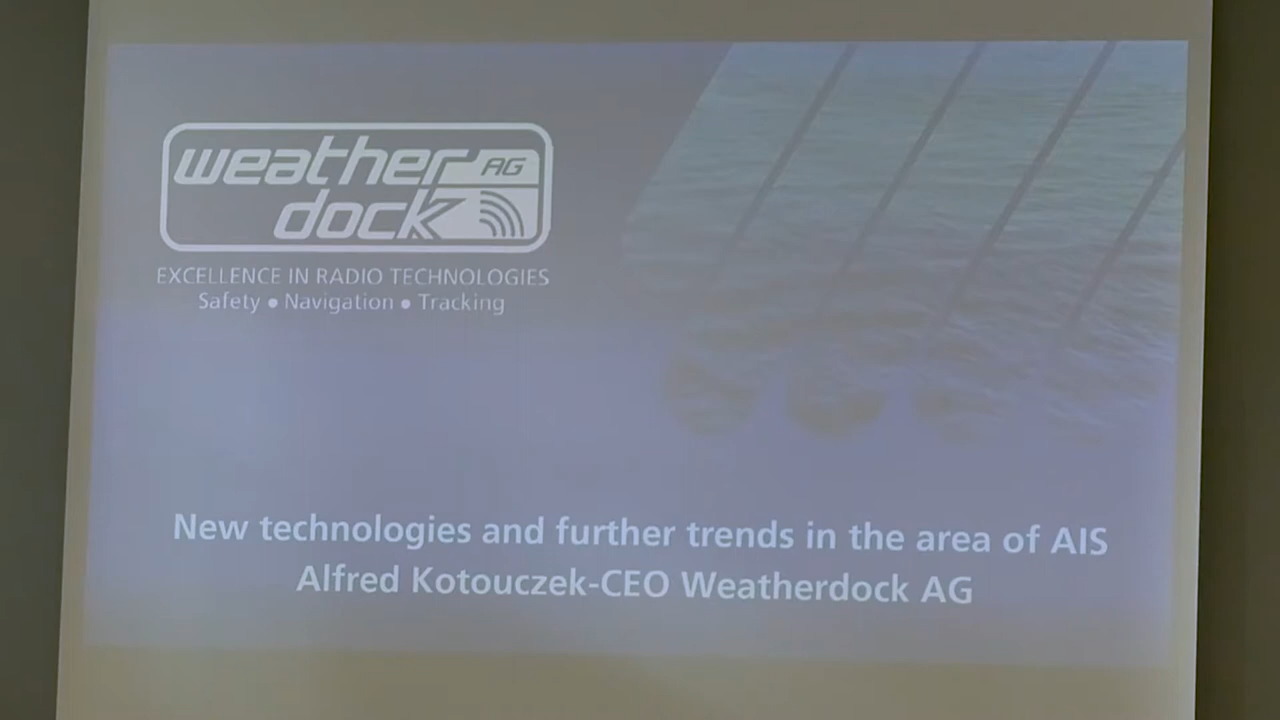 weather AG
dock
EXCELLENCE IN RADIO TECHNOLOGIES
Safety • Navigation • Tracking
New technologies and further trends in the area of AIS
Alfred Kotouczek-CEO Weatherdock AG